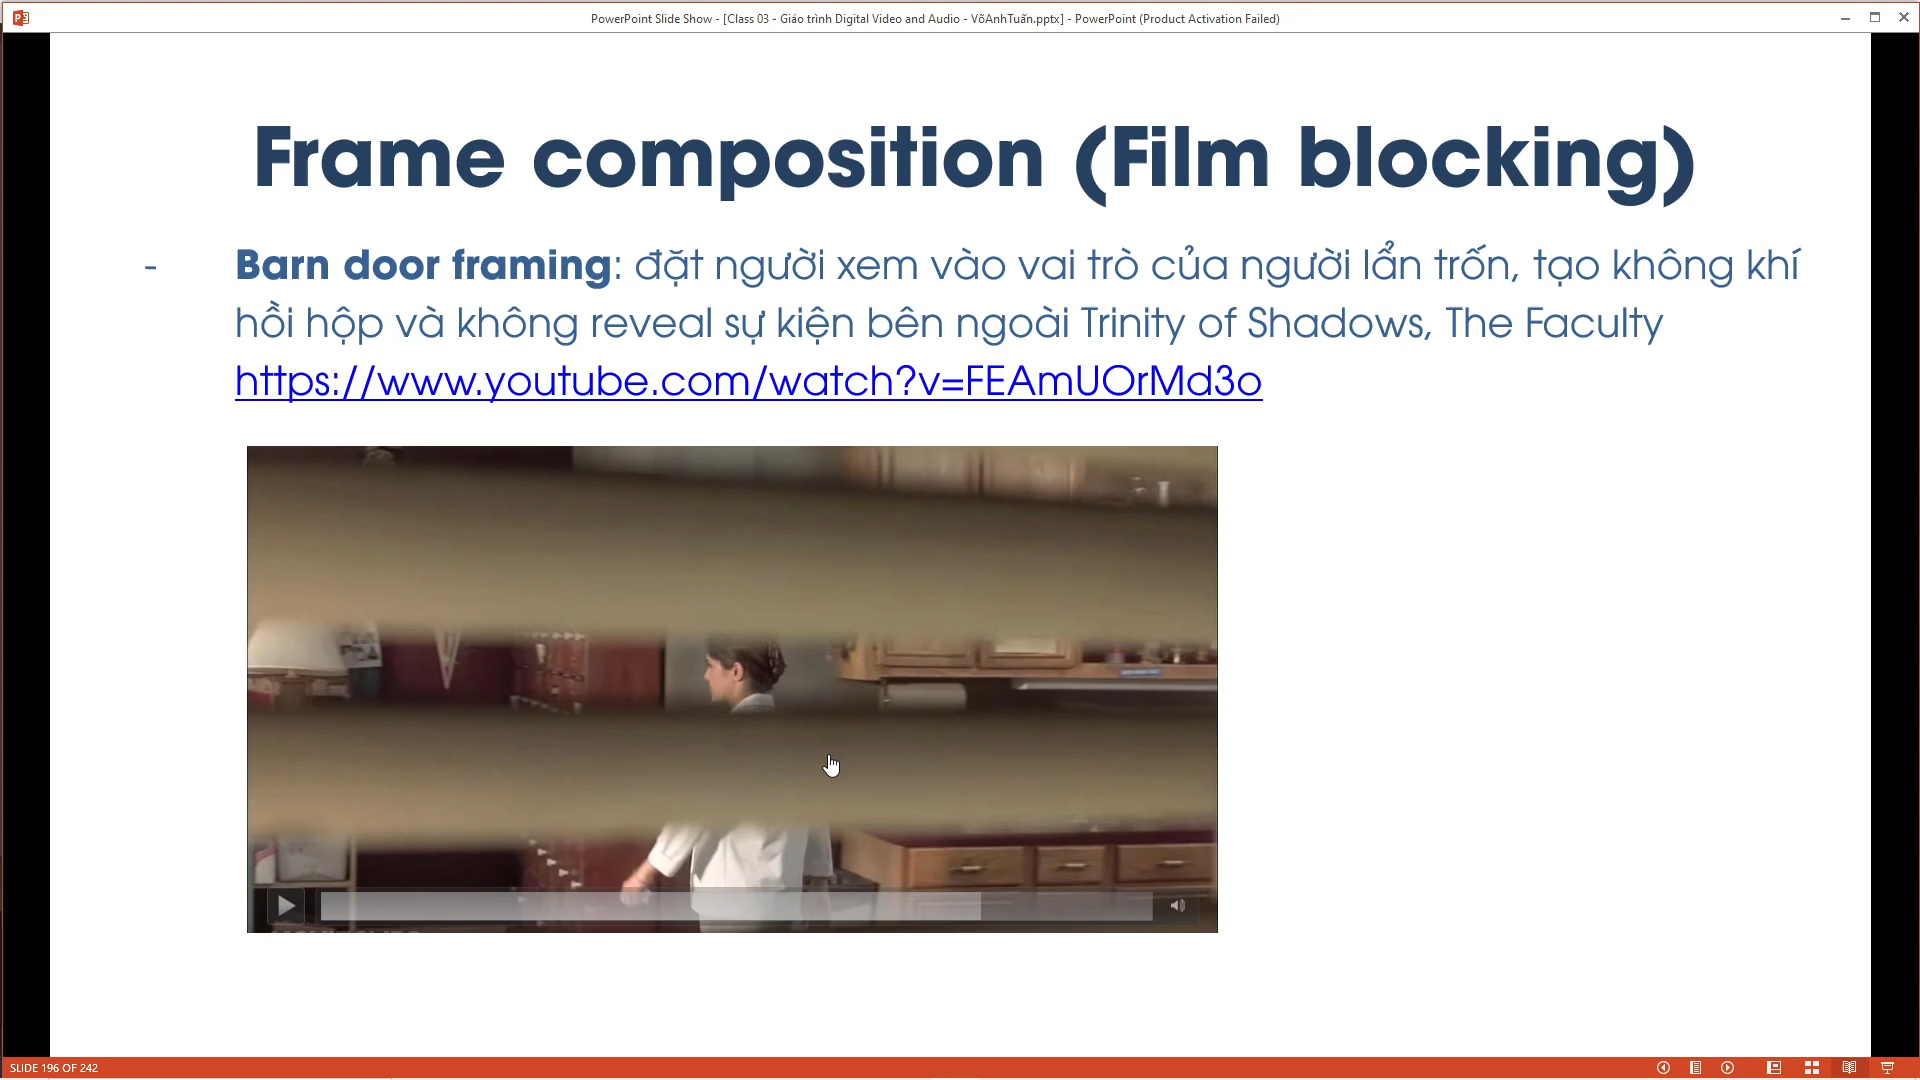 PowerPoint Slide Show - [Class 03 - Giáo trình Digital Video and Audio - VõAnhTuấn.pptx] - PowerPoint (Product Activation Failed)
Frame composition (Film blocking)
- Barn door framing: đặt người xem vào vai trò của người lẩn trốn, tạo không khí
hồi hộp và không reveal sự kiện bên ngoài Trinity of Shadows, The Faculty
https://www.youtube.com/watch?v=FEAmUOrMd3o
SLIDE 196 OF 242